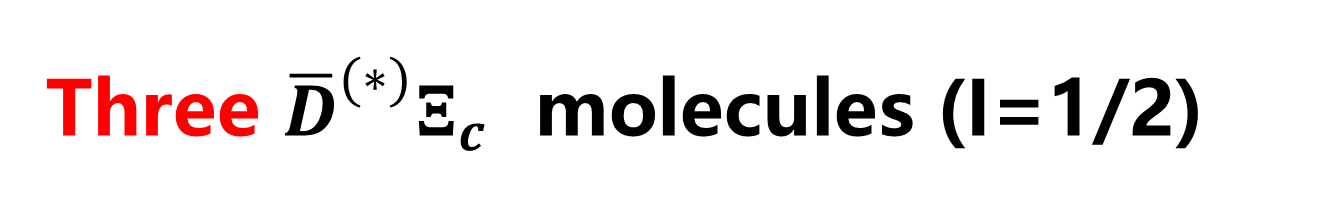 Three D̅⁽*⁾Ξ_c molecules (I=1/2)